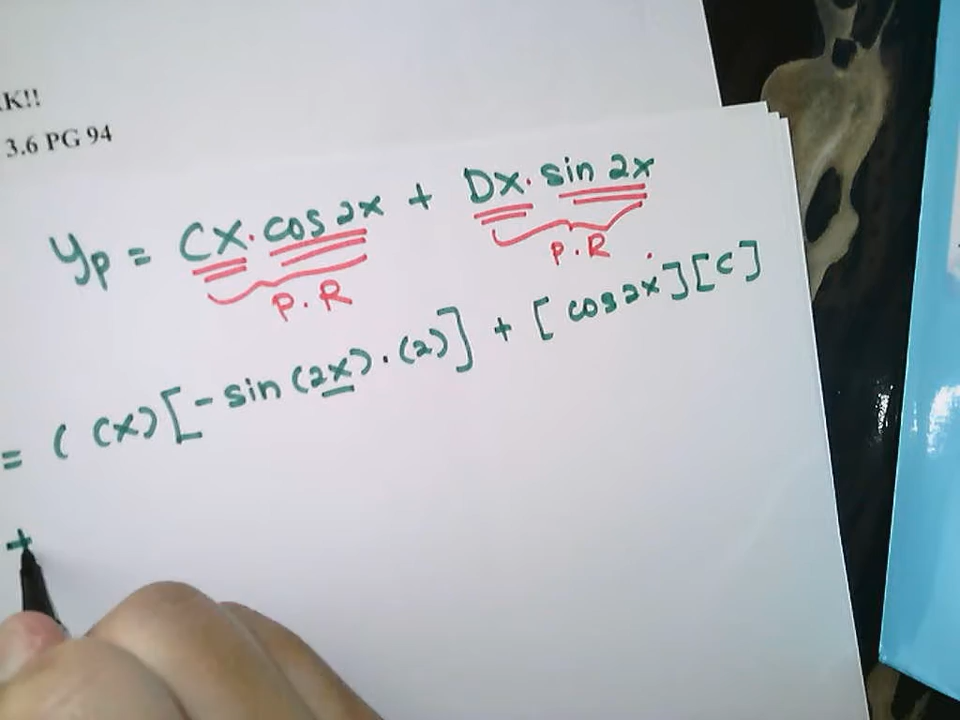 K!!
3.6 PG 94
yp = Cx · cos 2x + Dx · sin 2x
P.R P.R
= (Cx)[- sin (2x) · (2)] + [cos 2x][C]
+